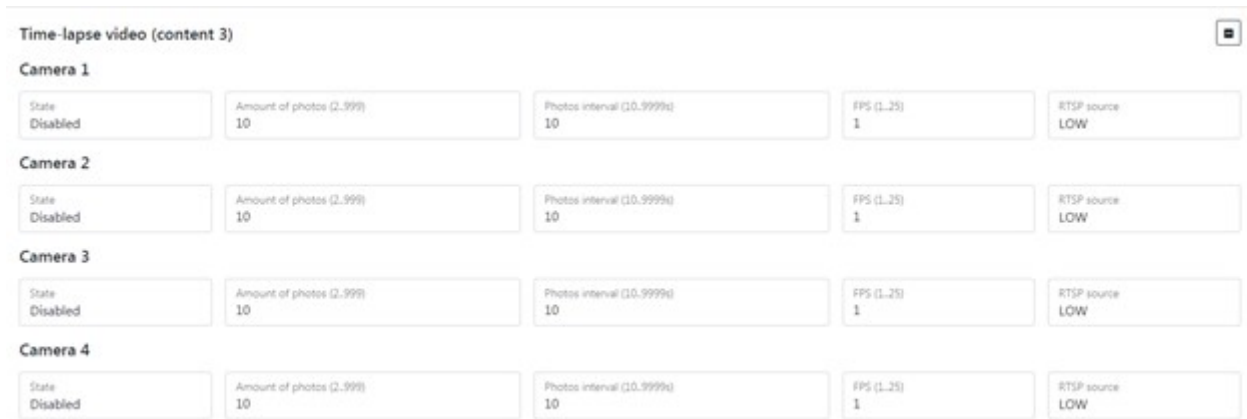 Time-lapse video (content 3)
Camera 1
State Amount of photos (2..999) Photos interval (10..9999s) FPS (1..25) RTSP source
Disabled 10 10 1 LOW
Camera 2
State Amount of photos (2..999) Photos interval (10..9999s) FPS (1..25) RTSP source
Disabled 10 10 1 LOW
Camera 3
State Amount of photos (2..999) Photos interval (10..9999s) FPS (1..25) RTSP source
Disabled 10 10 1 LOW
Camera 4
State Amount of photos (2..999) Photos interval (10..9999s) FPS (1..25) RTSP source
Disabled 10 10 1 LOW